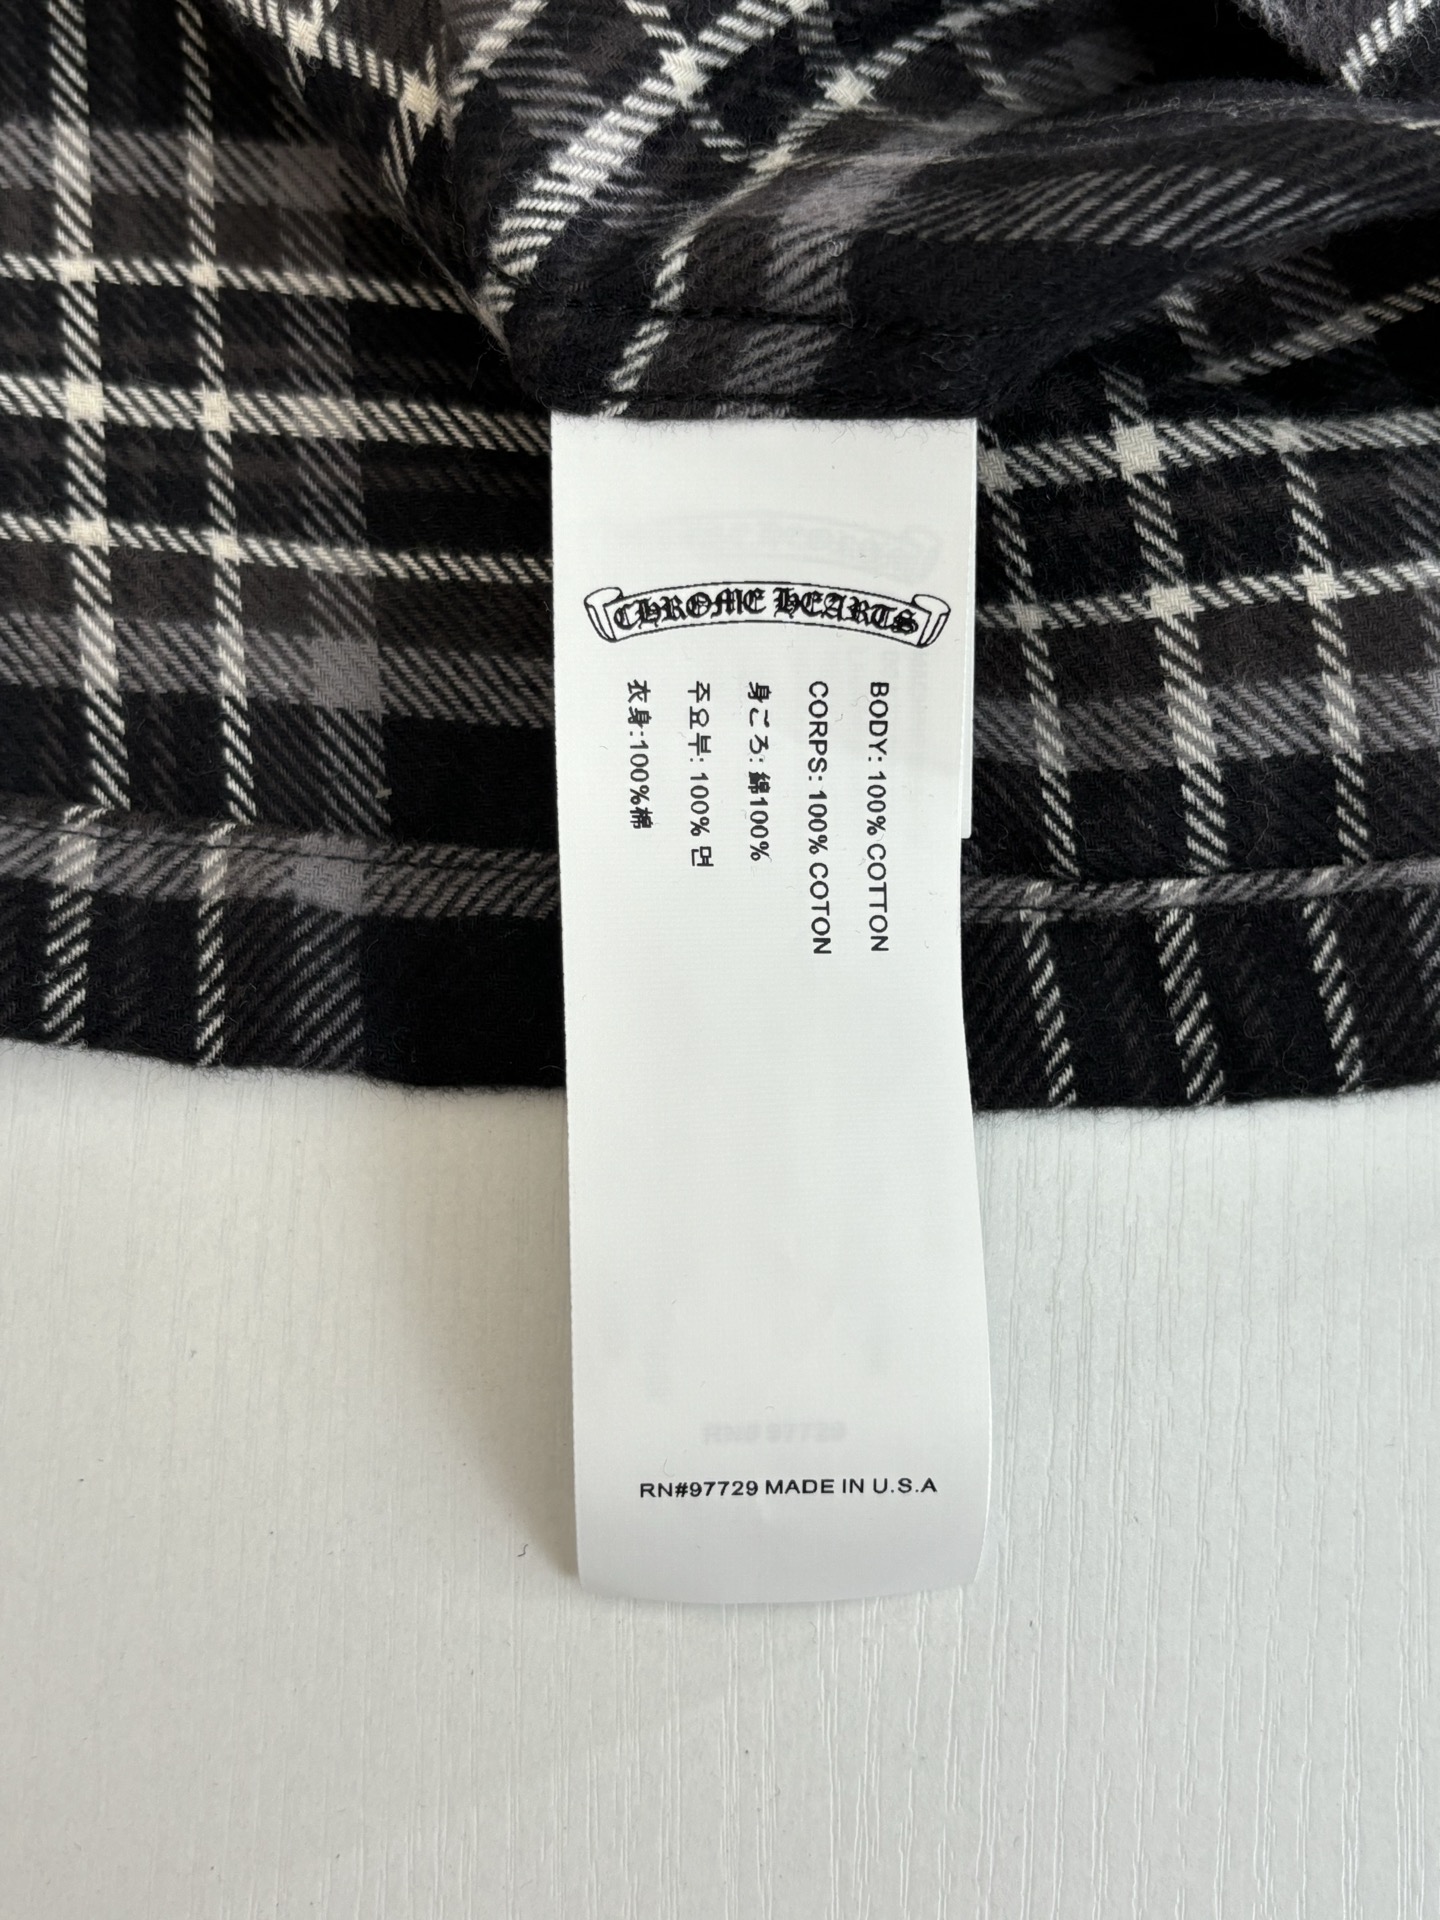 CHROME HEARTS
BODY: 100% COTTON
CORPS: 100% COTON
身ごろ: 綿100%
주요부: 100% 면
衣身:100%棉
RN#97729 MADE IN U.S.A